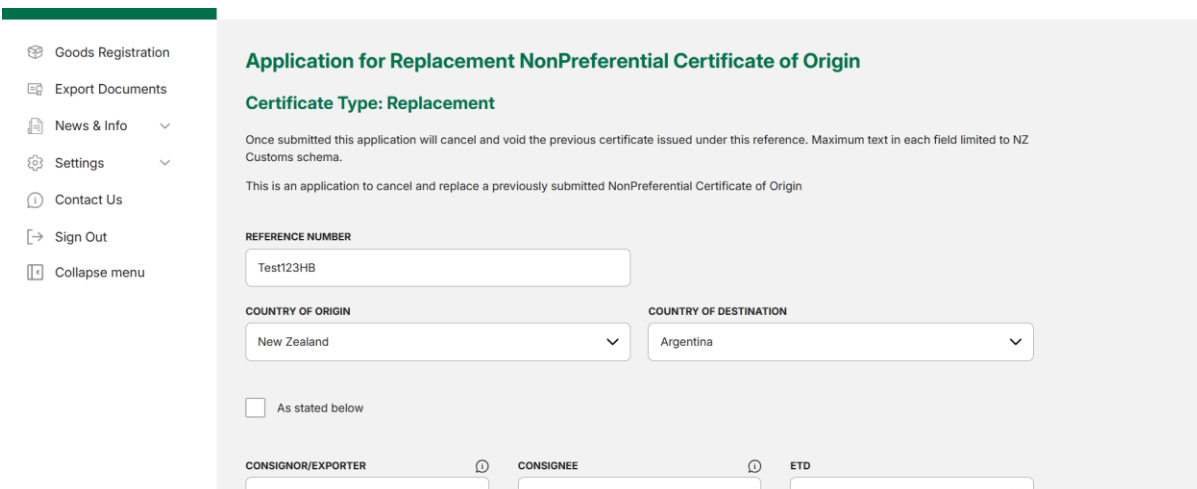 Goods Registration
Export Documents
News & Info
Settings
Contact Us
Sign Out
Collapse menu
Application for Replacement NonPreferential Certificate of Origin
Certificate Type: Replacement
Once submitted this application will cancel and void the previous certificate issued under this reference. Maximum text in each field limited to NZ
Customs schema.
This is an application to cancel and replace a previously submitted NonPreferential Certificate of Origin
REFERENCE NUMBER
Test123HB
COUNTRY OF ORIGIN
COUNTRY OF DESTINATION
New Zealand
Argentina
As stated below
CONSIGNOR/EXPORTER
CONSIGNEE
ETD